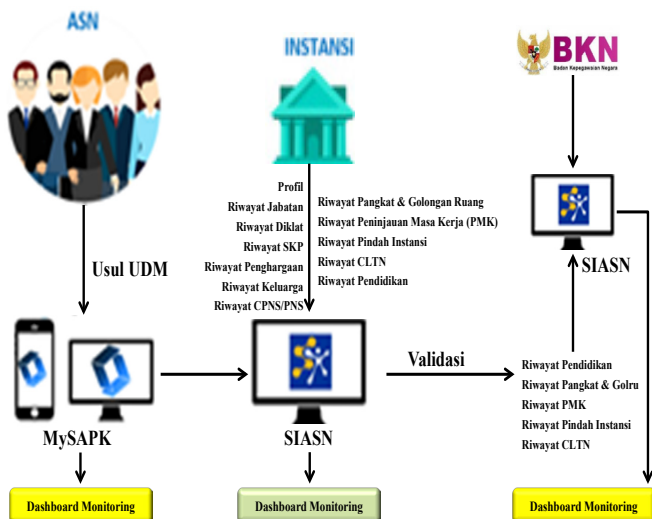 ASN
INSTANSI
BKN
Badan Kepegawaian Negara
Profil
Riwayat Jabatan
Riwayat Diklat
Riwayat SKP
Riwayat Penghargaan
Riwayat Keluarga
Riwayat CPNS/PNS
Riwayat Pangkat & Golongan Ruang
Riwayat Peninjauan Masa Kerja (PMK)
Riwayat Pindah Instansi
Riwayat CLTN
Riwayat Pendidikan
Usul UDM
SIASN
Validasi
Riwayat Pendidikan
Riwayat Pangkat & Golru
Riwayat PMK
Riwayat Pindah Instansi
Riwayat CLTN
MySAPK
SIASN
Dashboard Monitoring
Dashboard Monitoring
Dashboard Monitoring